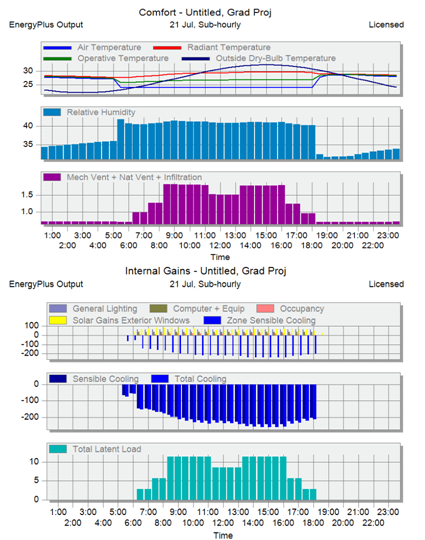 Comfort - Untitled, Grad Proj
EnergyPlus Output 21 Jul, Sub-hourly Licensed
Air Temperature Radiant Temperature
Operative Temperature Outside Dry-Bulb Temperature
30
25
Relative Humidity
40
35
Mech Vent + Nat Vent + Infiltration
1.5
1.0
1:00 3:00 5:00 7:00 9:00 11:00 13:00 15:00 17:00 19:00 21:00 23:00
2:00 4:00 6:00 8:00 10:00 12:00 14:00 16:00 18:00 20:00 22:00
Time
Internal Gains - Untitled, Grad Proj
EnergyPlus Output 21 Jul, Sub-hourly Licensed
General Lighting Computer + Equip Occupancy
Solar Gains Exterior Windows Zone Sensible Cooling
100
0
-100
-200
Sensible Cooling Total Cooling
0
-100
-200
Total Latent Load
10
5
0
1:00 3:00 5:00 7:00 9:00 11:00 13:00 15:00 17:00 19:00 21:00 23:00
2:00 4:00 6:00 8:00 10:00 12:00 14:00 16:00 18:00 20:00 22:00
Time